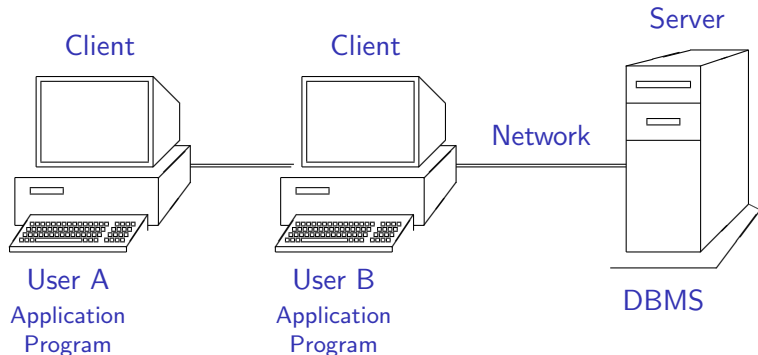 Client
Client
Server
Network
User A
Application
Program
User B
Application
Program
DBMS